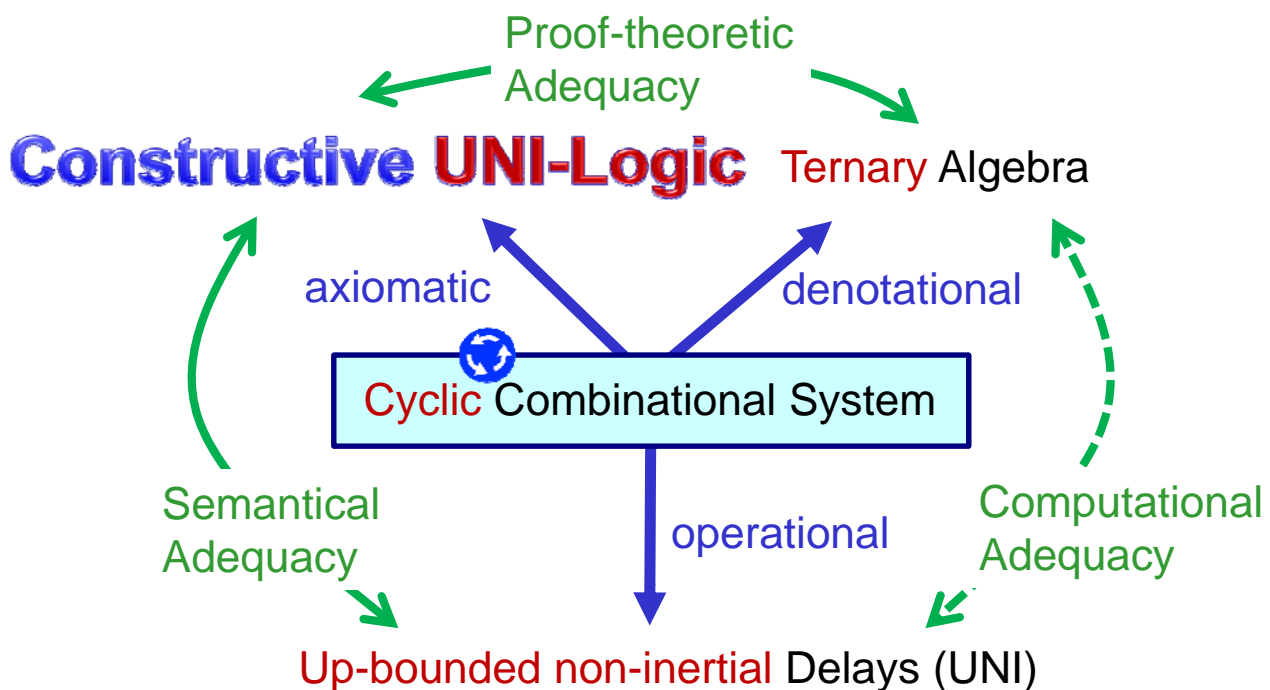 Proof-theoretic
Adequacy
Constructive UNI-Logic Ternary Algebra
axiomatic
denotational
Cyclic Combinational System
Semantical
Adequacy
operational
Computational
Adequacy
Up-bounded non-inertial Delays (UNI)